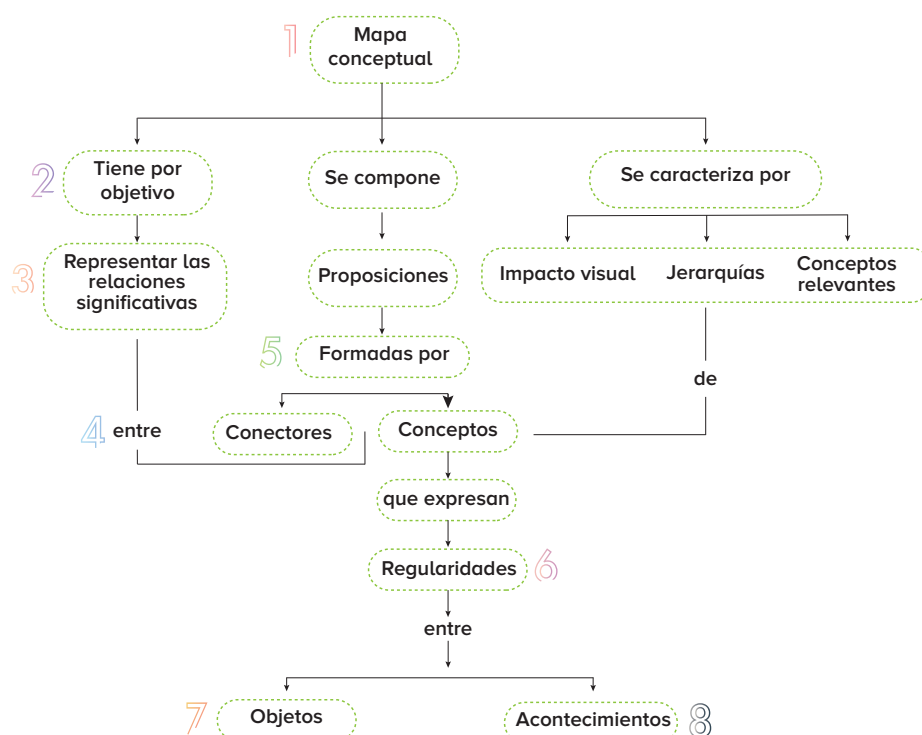 1
Mapa
conceptual
2
Tiene por
objetivo
Se compone
Se caracteriza por
3
Representar las
relaciones
significativas
Proposiciones
Impacto visual
Jerarquías
Conceptos
relevantes
5
Formadas por
de
4
entre
Conectores
Conceptos
que expresan
Regularidades
6
entre
7
Objetos
Acontecimientos
8